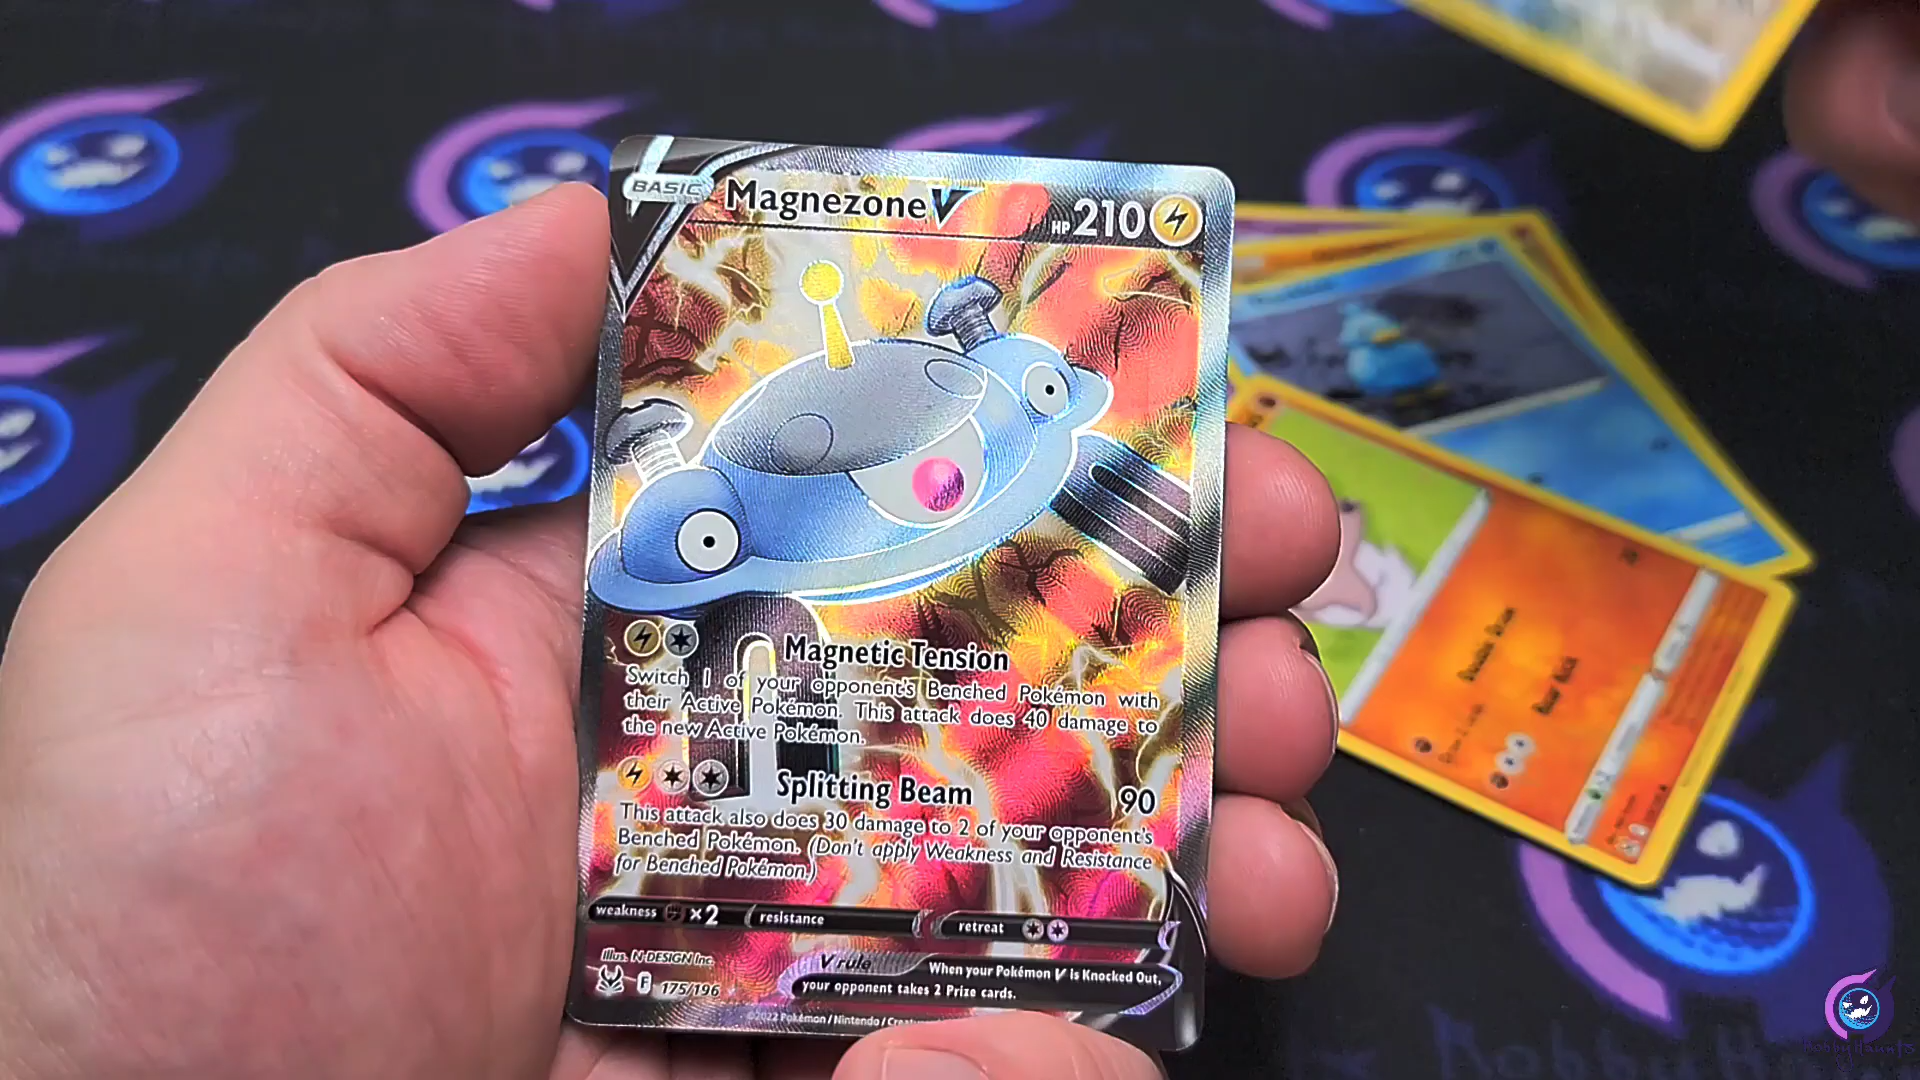 BASIC
Magnezone V
HP 210
Magnetic Tension
Switch 1 of your opponent's Benched Pokémon with
their Active Pokémon. This attack does 40 damage to
the new Active Pokémon.
Splitting Beam 90
This attack also does 30 damage to 2 of your opponent's
Benched Pokémon. (Don't apply Weakness and Resistance
for Benched Pokémon.)
weakness ×2 resistance retreat
Illus. N-DESIGN Inc.
F 175/196
V rule When your Pokémon V is Knocked Out,
your opponent takes 2 Prize cards.
©2022 Pokémon / Nintendo /
RobbyHaunts